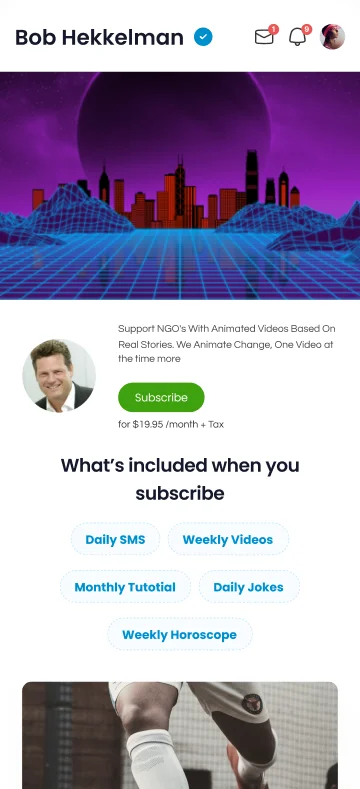 Bob Hekkelman
1
9
Support NGO's With Animated Videos Based On
Real Stories. We Animate Change, One Video at
the time more
Subscribe
for $19.95 /month + Tax
What's included when you
subscribe
Daily SMS
Weekly Videos
Monthly Tutotial
Daily Jokes
Weekly Horoscope